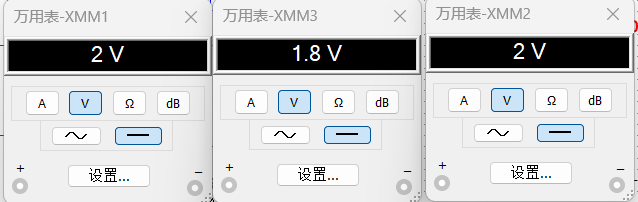 万用表-XMM1
2 V
A V Ω dB
+ 设置... −
万用表-XMM3
1.8 V
A V Ω dB
+ 设置... −
万用表-XMM2
2 V
A V Ω dB
+ 设置... −